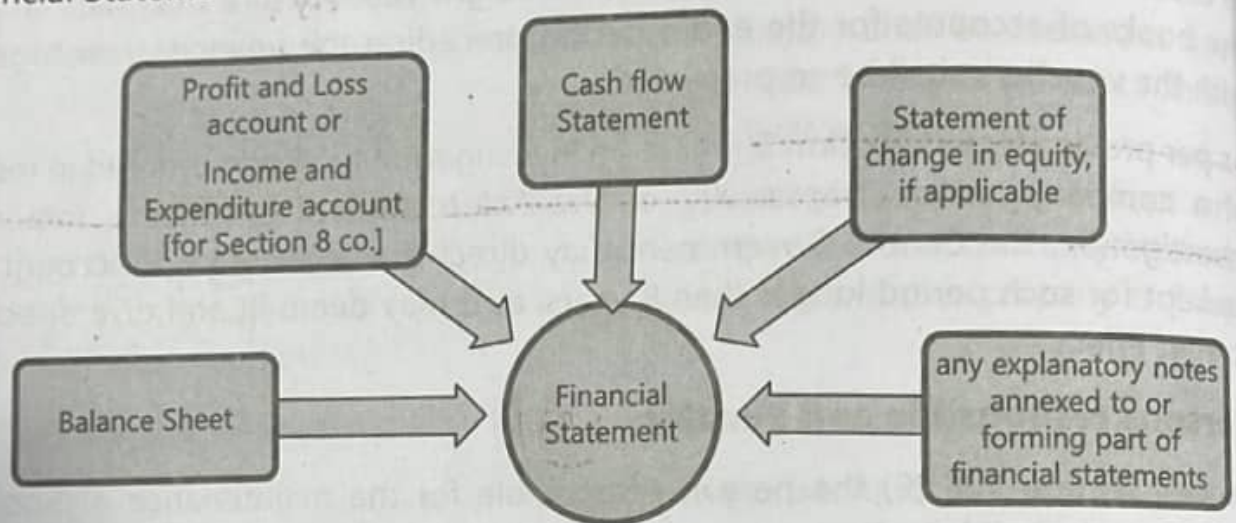 Profit and Loss
account or
Income and
Expenditure account
[for Section 8 co.]
Cash flow
Statement
Statement of
change in equity,
if applicable
Balance Sheet
Financial
Statement
any explanatory notes
annexed to or
forming part of
financial statements